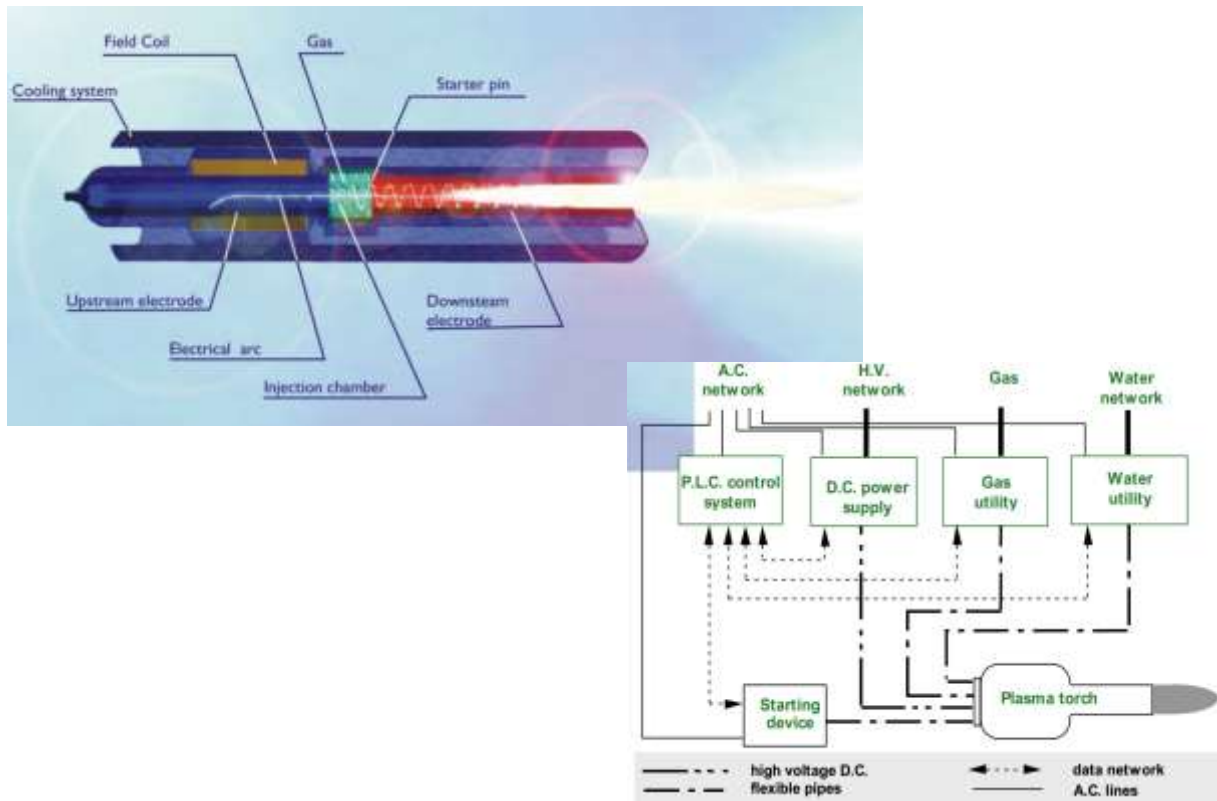 Field Coil
Gas
Cooling system
Starter pin
Upstream electrode
Downsteam
electrode
Electrical arc
Injection chamber
A.C.
network
H.V.
network
Gas
Water
network
P.L.C. control
system
D.C. power
supply
Gas
utility
Water
utility
Starting
device
Plasma torch
high voltage D.C.
data network
flexible pipes
A.C. lines